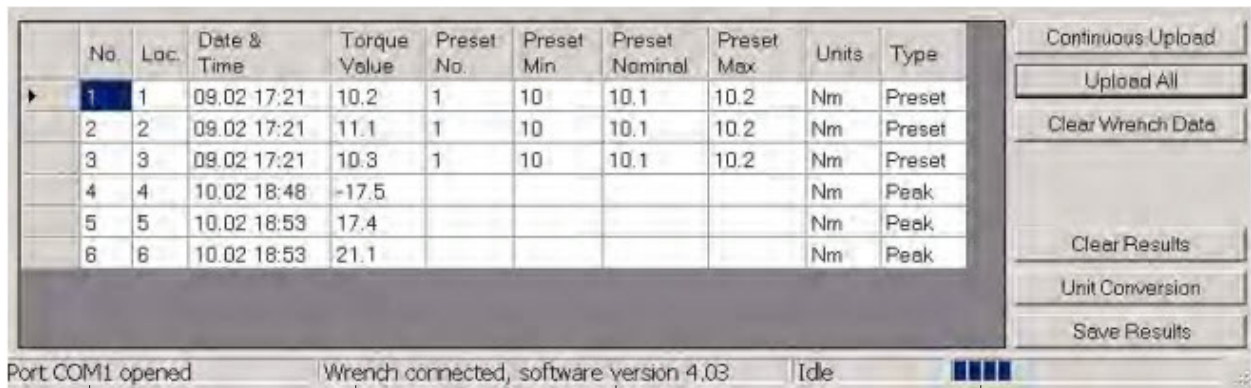 No. Loc. Date & Time Torque Value Preset No. Preset Min Preset Nominal Preset Max Units Type
1 1 09.02 17:21 10.2 1 10 10.1 10.2 Nm Preset
2 2 09.02 17:21 11.1 1 10 10.1 10.2 Nm Preset
3 3 09.02 17:21 10.3 1 10 10.1 10.2 Nm Preset
4 4 10.02 18:48 -17.5 Nm Peak
5 5 10.02 18:53 17.4 Nm Peak
6 6 10.02 18:53 21.1 Nm Peak
Continuous Upload
Upload All
Clear Wrench Data
Clear Results
Unit Conversion
Save Results
Port COM1 opened Wrench connected, software version 4.03 Idle